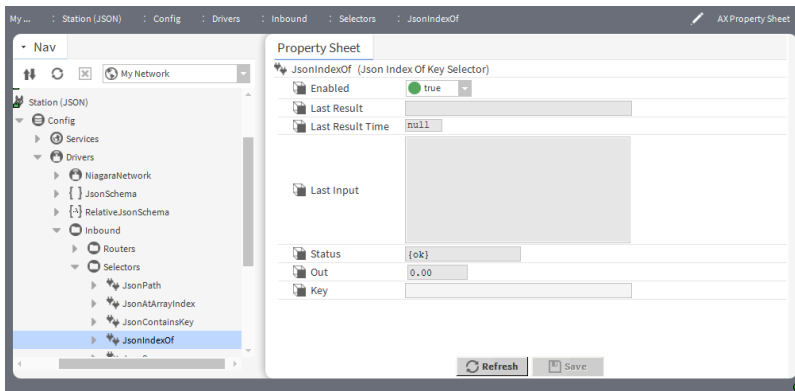 My ... : Station (JSON) : Config : Drivers : Inbound : Selectors : JsonIndexOf AX Property Sheet
Nav
My Network
Station (JSON)
Config
Services
Drivers
NiagaraNetwork
{ } JsonSchema
RelativeJsonSchema
Inbound
Routers
Selectors
JsonPath
JsonAtArrayIndex
JsonContainsKey
JsonIndexOf
Property Sheet
JsonIndexOf (Json Index Of Key Selector)
Enabled true
Last Result
Last Result Time null
Last Input
Status {ok}
Out 0.00
Key
Refresh Save